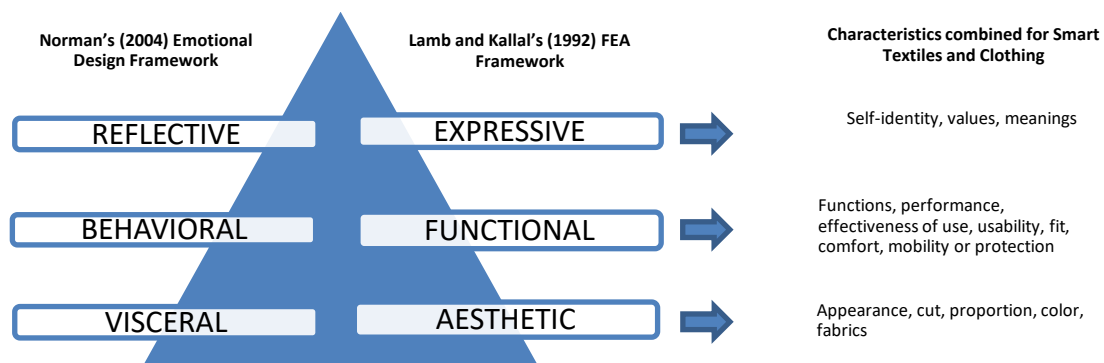 Norman's (2004) Emotional
Design Framework
Lamb and Kallal's (1992) FEA
Framework
Characteristics combined for Smart
Textiles and Clothing
REFLECTIVE
EXPRESSIVE
Self-identity, values, meanings
BEHAVIORAL
FUNCTIONAL
Functions, performance,
effectiveness of use, usability, fit,
comfort, mobility or protection
VISCERAL
AESTHETIC
Appearance, cut, proportion, color,
fabrics